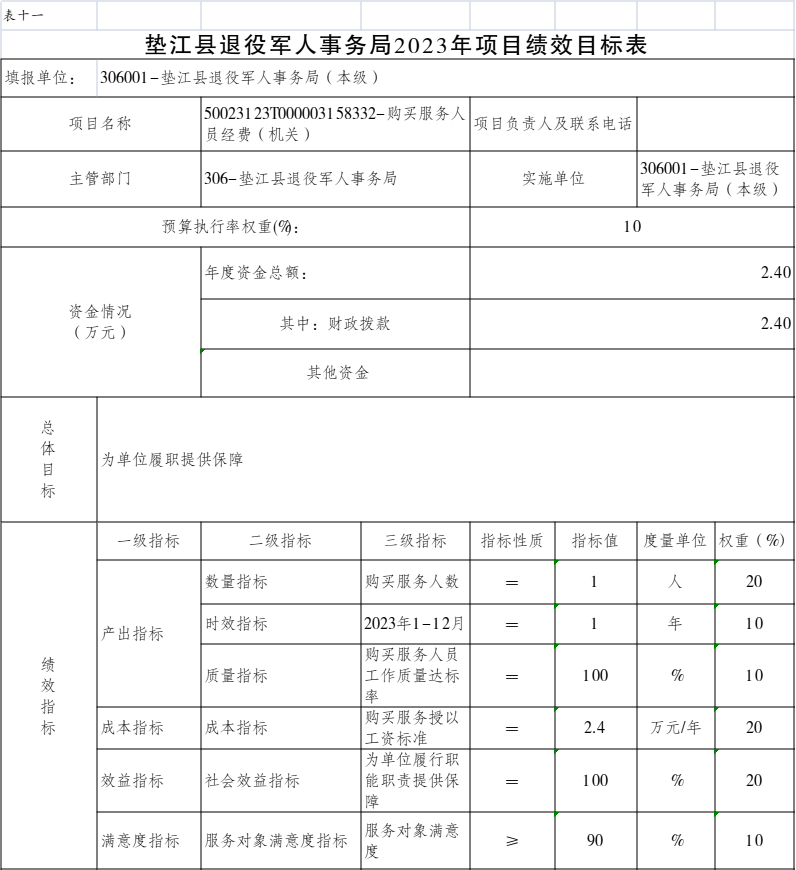 表十一
垫江县退役军人事务局2023年项目绩效目标表
填报单位： 306001-垫江县退役军人事务局（本级）
项目名称 50023123T000003158332-购买服务人员经费（机关） 项目负责人及联系电话
主管部门 306-垫江县退役军人事务局 实施单位 306001-垫江县退役军人事务局（本级）
预算执行率权重(%)： 10
资金情况（万元）
年度资金总额： 2.40
其中：财政拨款 2.40
其他资金
总体目标 为单位履职提供保障
绩效指标
一级指标 二级指标 三级指标 指标性质 指标值 度量单位 权重（%）
产出指标
数量指标 购买服务人数 ＝ 1 人 20
时效指标 2023年1-12月 ＝ 1 年 10
质量指标 购买服务人员工作质量达标率 ＝ 100 % 10
成本指标 成本指标 购买服务授以工资标准 ＝ 2.4 万元/年 20
效益指标 社会效益指标 为单位履行职能职责提供保障 ＝ 100 % 20
满意度指标 服务对象满意度指标 服务对象满意度 ≥ 90 % 10